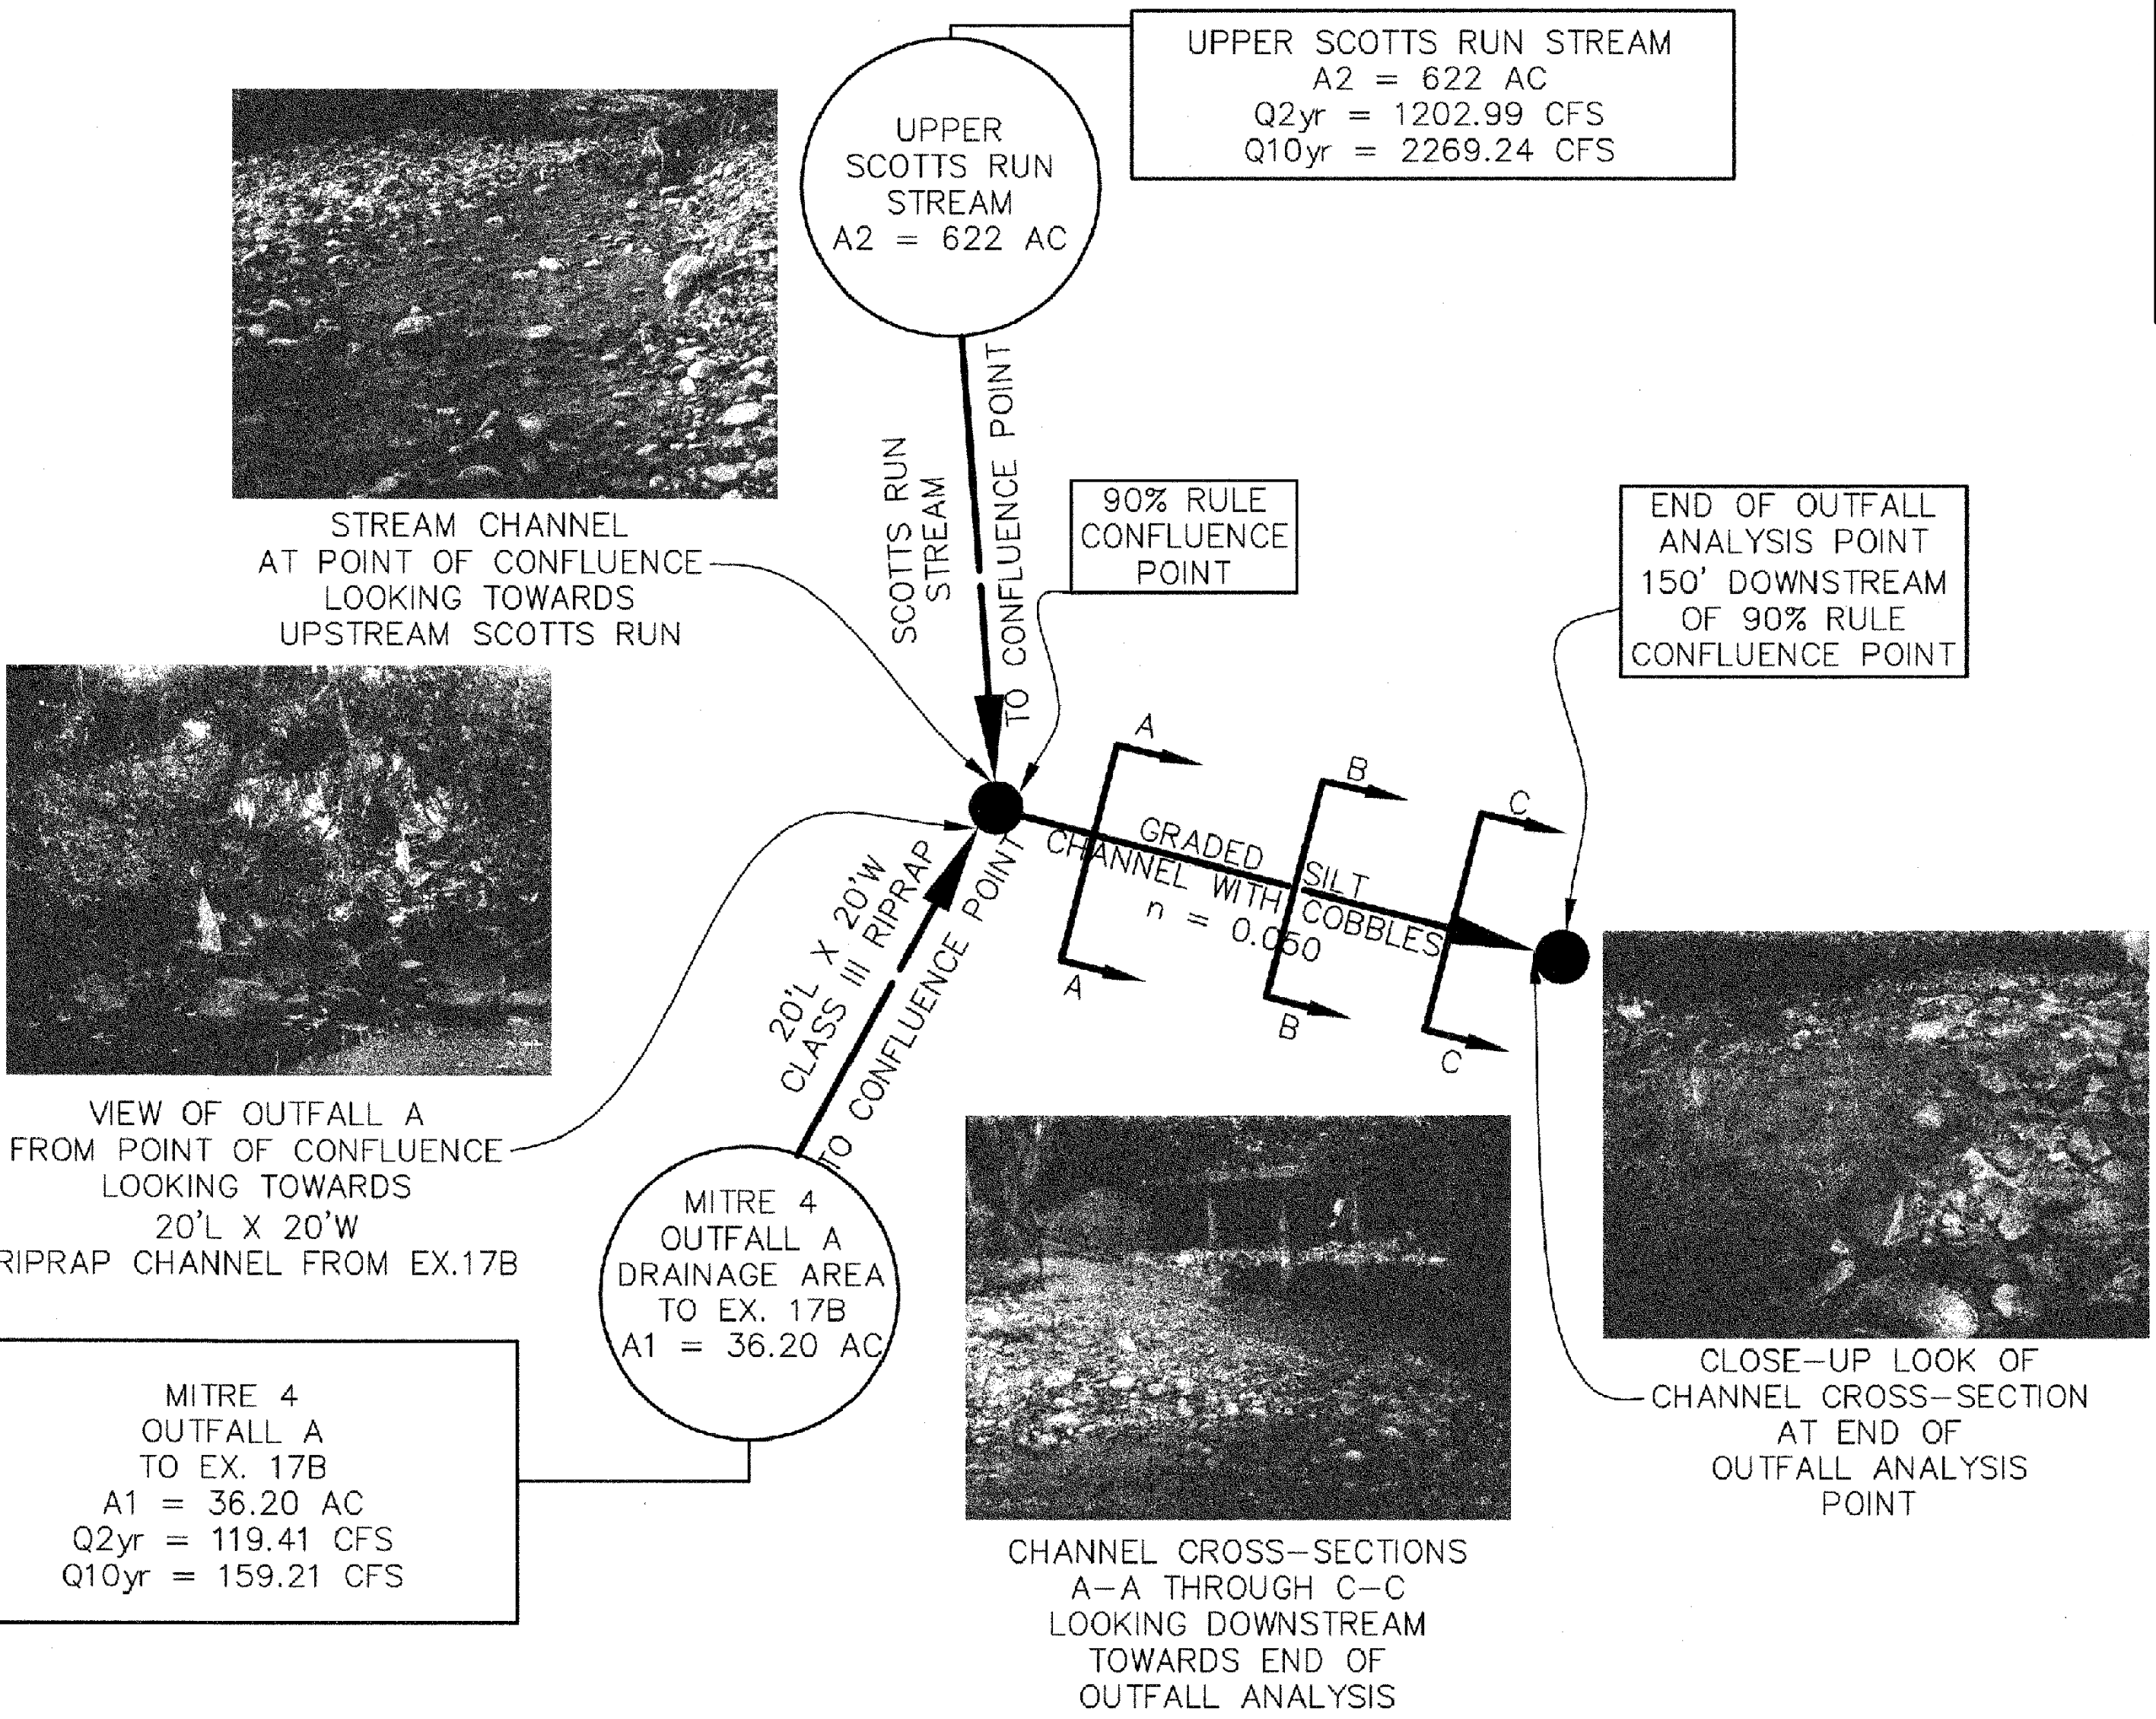 UPPER SCOTTS RUN STREAM
A2 = 622 AC
Q2yr = 1202.99 CFS
Q10yr = 2269.24 CFS
UPPER
SCOTTS RUN
STREAM
A2 = 622 AC
STREAM CHANNEL
AT POINT OF CONFLUENCE
LOOKING TOWARDS
UPSTREAM SCOTTS RUN
SCOTTS RUN
STREAM
TO CONFLUENCE POINT
90% RULE
CONFLUENCE
POINT
END OF OUTFALL
ANALYSIS POINT
150' DOWNSTREAM
OF 90% RULE
CONFLUENCE POINT
A
B
C
GRADED SILT
CHANNEL WITH COBBLES
n = 0.050
A
B
C
20'L X 20'W
CLASS III RIPRAP
TO CONFLUENCE POINT
VIEW OF OUTFALL A
FROM POINT OF CONFLUENCE
LOOKING TOWARDS
20'L X 20'W
RIPRAP CHANNEL FROM EX.17B
MITRE 4
OUTFALL A
DRAINAGE AREA
TO EX. 17B
A1 = 36.20 AC
MITRE 4
OUTFALL A
TO EX. 17B
A1 = 36.20 AC
Q2yr = 119.41 CFS
Q10yr = 159.21 CFS
CHANNEL CROSS-SECTIONS
A-A THROUGH C-C
LOOKING DOWNSTREAM
TOWARDS END OF
OUTFALL ANALYSIS
CLOSE-UP LOOK OF
CHANNEL CROSS-SECTION
AT END OF
OUTFALL ANALYSIS
POINT